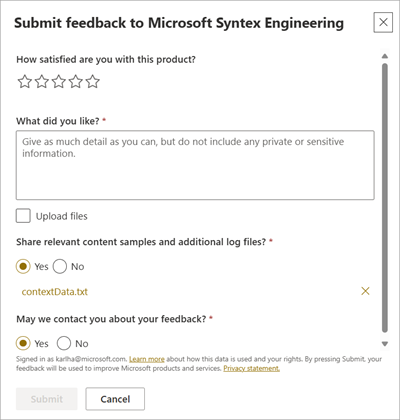 Submit feedback to Microsoft Syntex Engineering
How satisfied are you with this product?
What did you like? *
Give as much detail as you can, but do not include any private or sensitive
information.
Upload files
Share relevant content samples and additional log files? *
Yes No
contextData.txt
May we contact you about your feedback? *
Yes No
Signed in as karlha@microsoft.com. Learn more about how this data is used and your rights. By pressing Submit, your
feedback will be used to improve Microsoft products and services. Privacy statement.
Submit Cancel